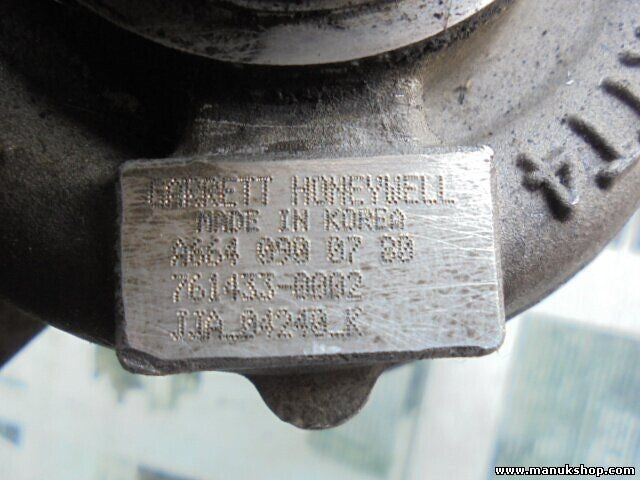 GARRETT HONEYWELL
MADE IN KOREA
A664 090 07 80
761433-0002
JJA_04240_K
www.manukshop.com